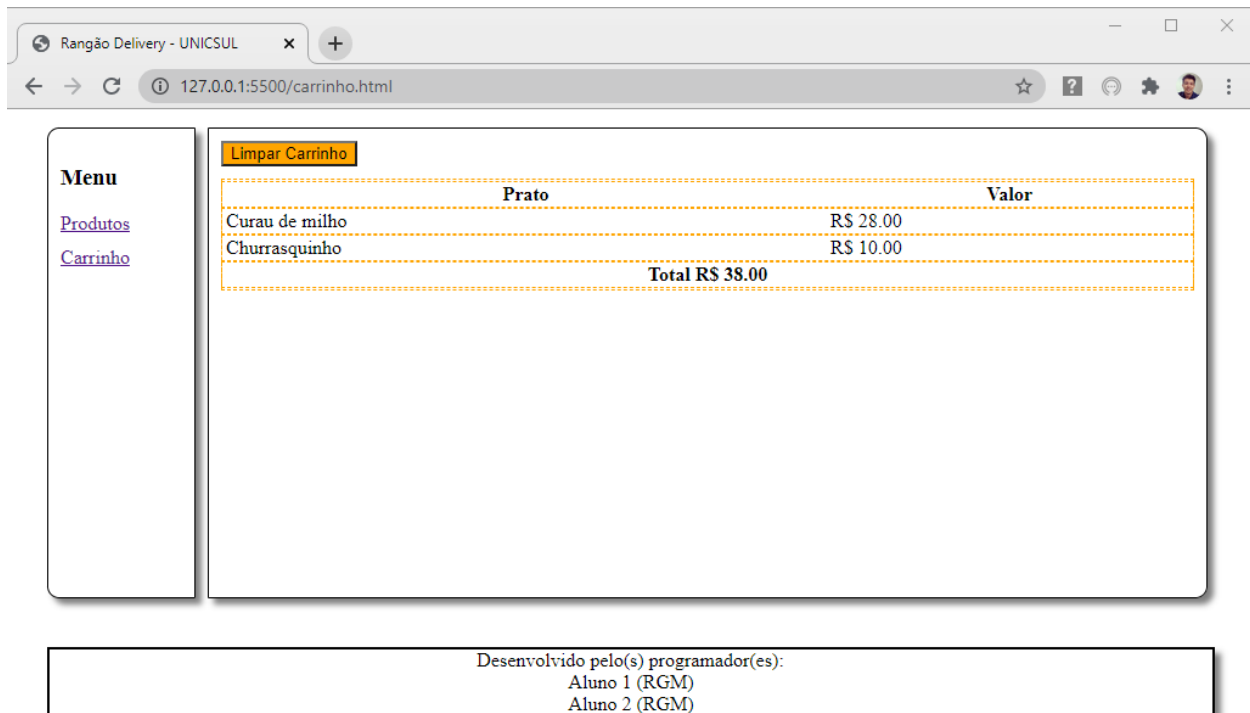 Rangão Delivery - UNICSUL
127.0.0.1:5500/carrinho.html
Menu
Produtos
Carrinho
Limpar Carrinho
Prato Valor
Curau de milho R$ 28.00
Churrasquinho R$ 10.00
Total R$ 38.00
Desenvolvido pelo(s) programador(es):
Aluno 1 (RGM)
Aluno 2 (RGM)